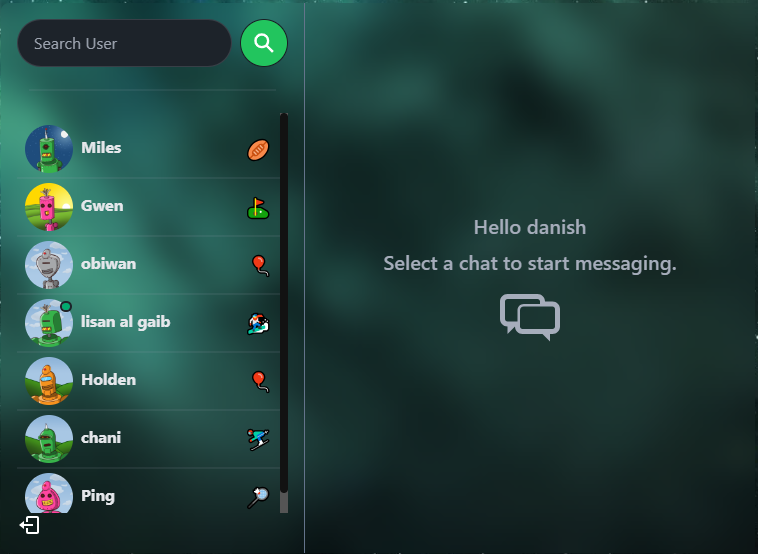 Search User
Miles
Gwen
obiwan
lisan al gaib
Holden
chani
Ping
Hello danish
Select a chat to start messaging.